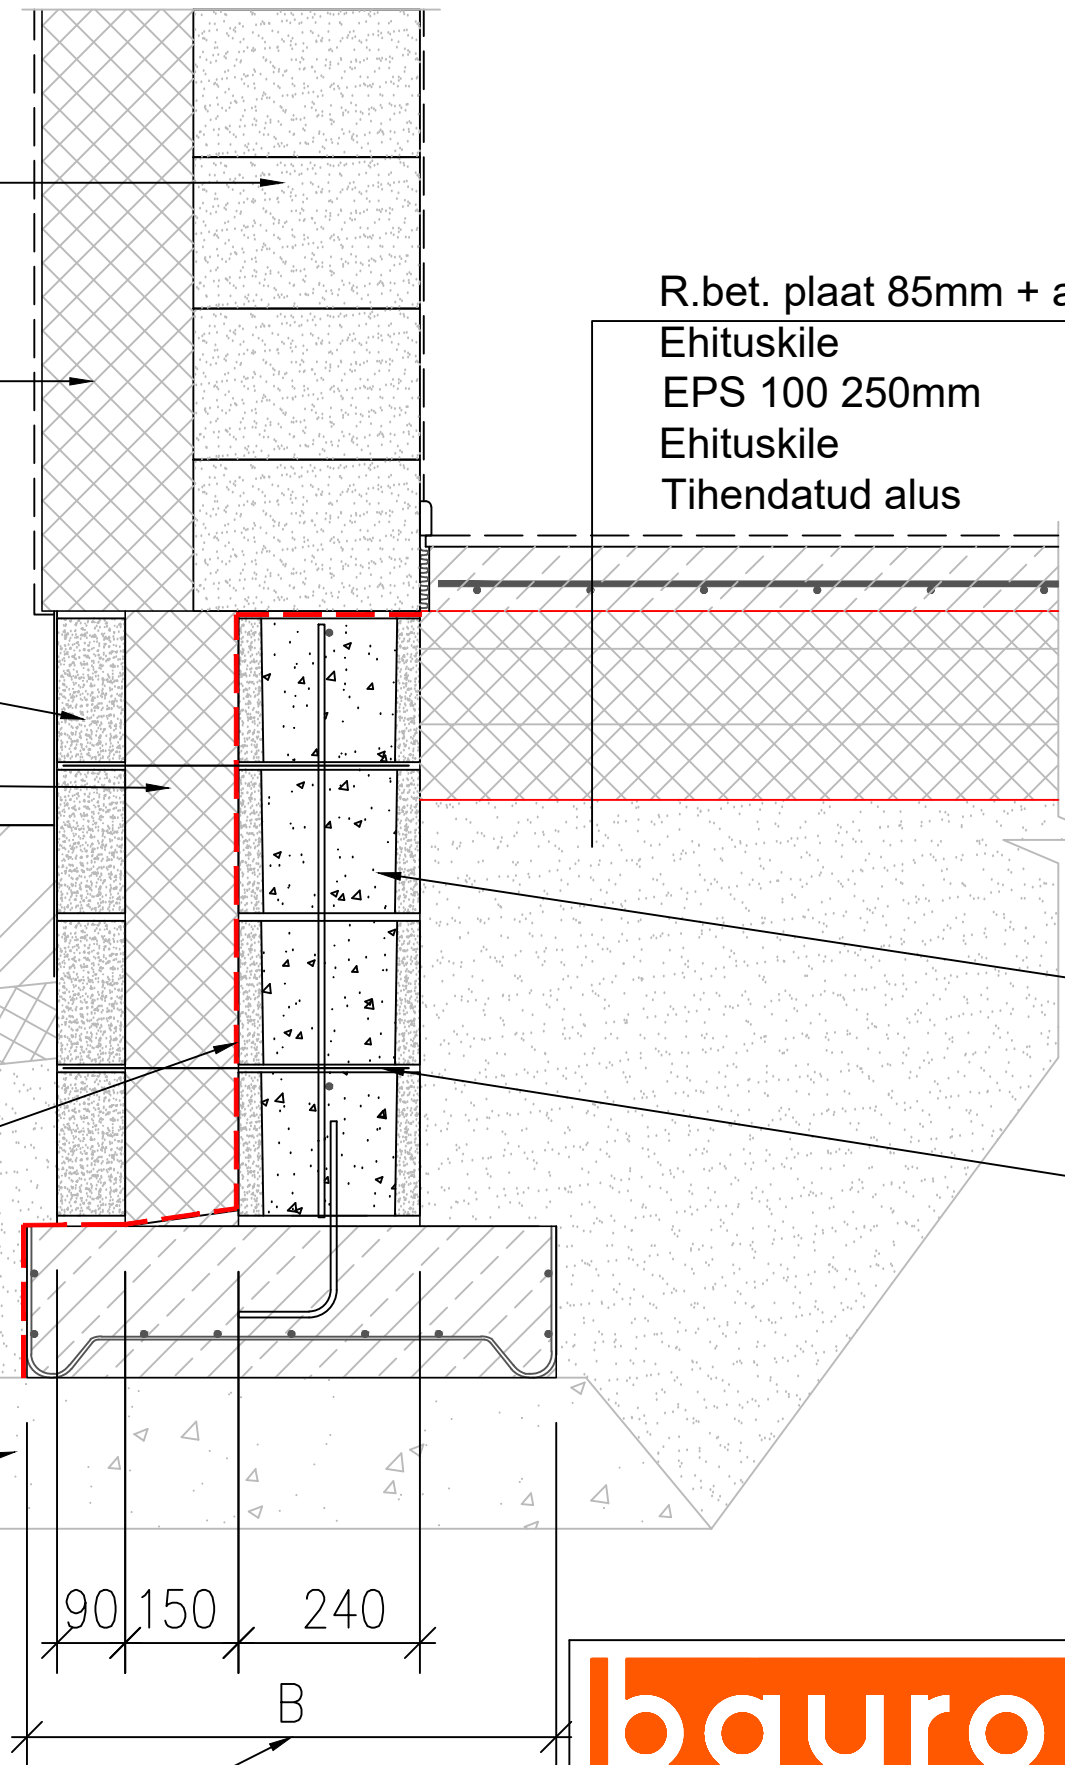 R.bet. plaat 85mm + a
Ehituskile
EPS 100 250mm
Ehituskile
Tihendatud alus
90 150 240
B
bauro